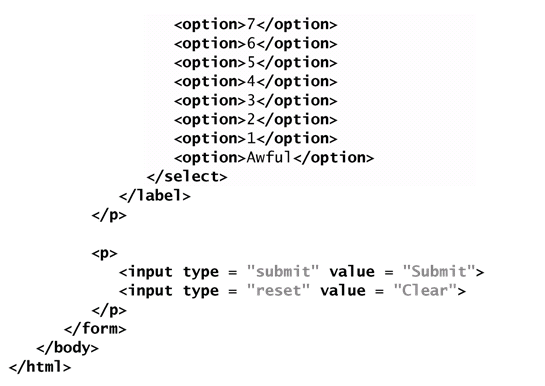 <option>7</option>
<option>6</option>
<option>5</option>
<option>4</option>
<option>3</option>
<option>2</option>
<option>1</option>
<option>Awful</option>
</select>
</label>
</p>
<p>
<input type = "submit" value = "Submit">
<input type = "reset" value = "Clear">
</p>
</form>
</body>
</html>